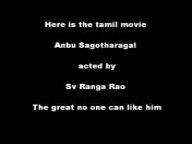 Here is the tamil movie
Anbu Sagotharagal
acted by
Sv Ranga Rao
The great no one can like him